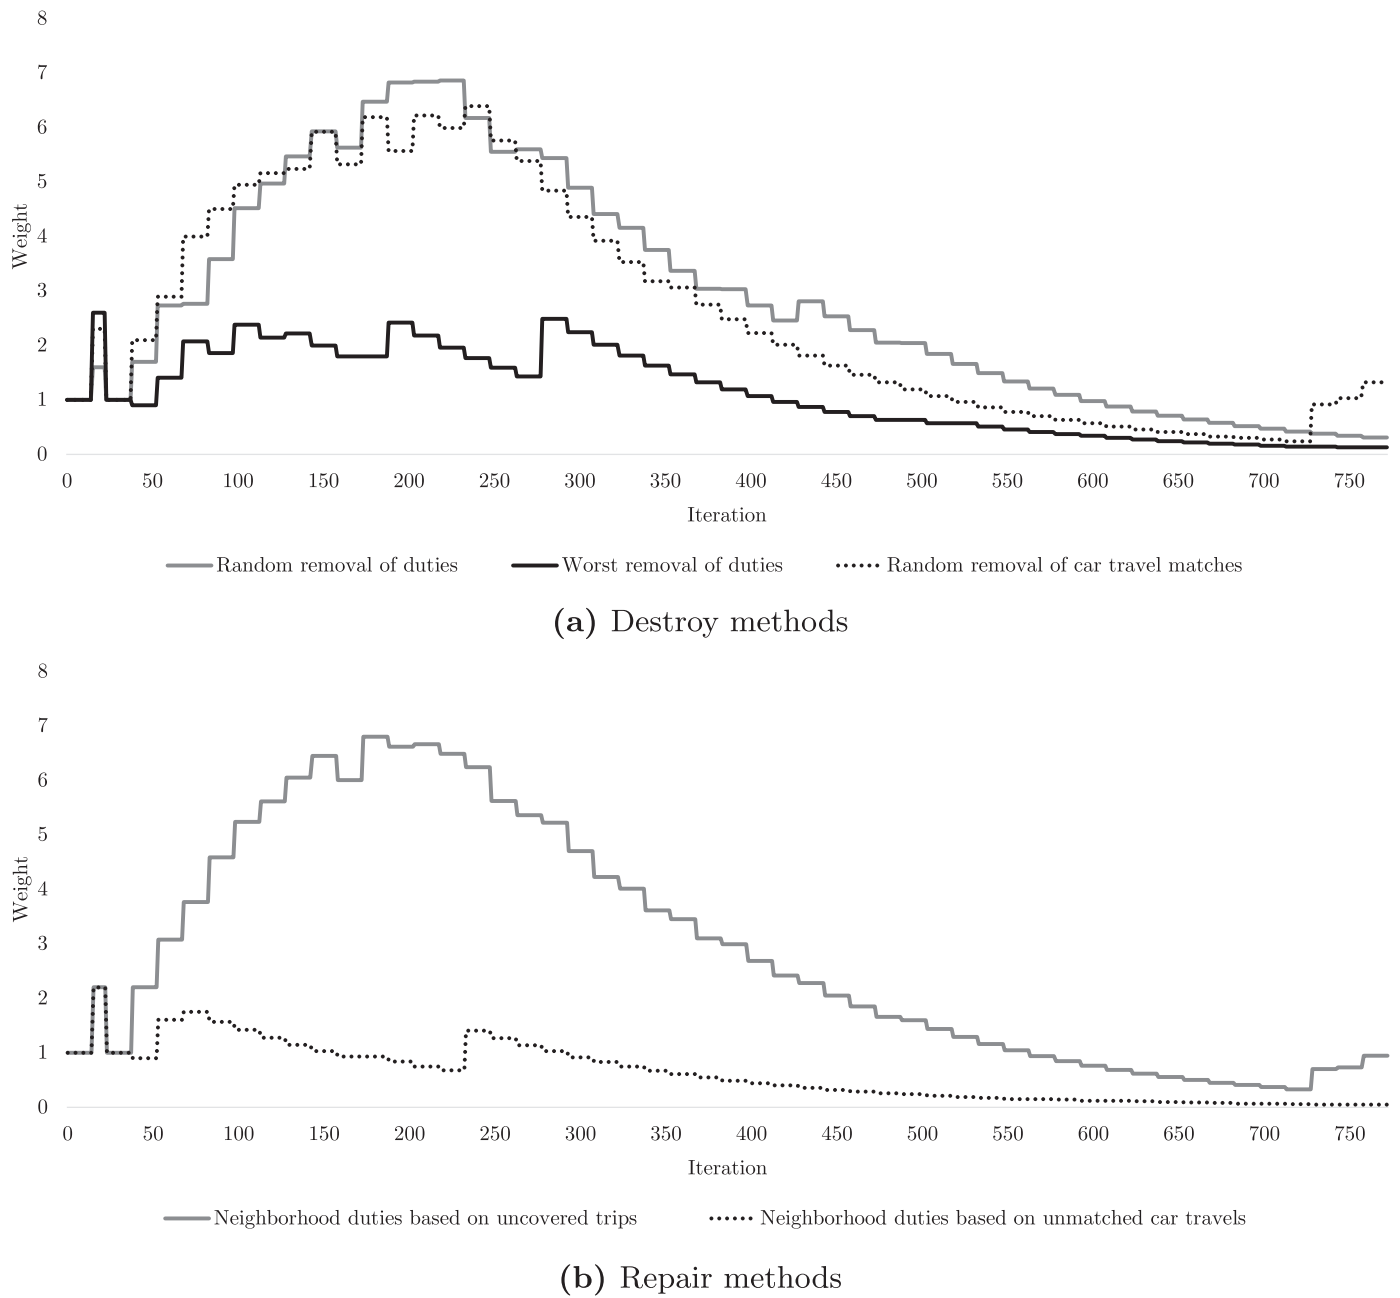 8
7
6
5
4
3
2
1
0
Weight
0 50 100 150 200 250 300 350 400 450 500 550 600 650 700 750
Iteration
Random removal of duties Worst removal of duties Random removal of car travel matches
(a) Destroy methods
8
7
6
5
4
3
2
1
0
Weight
0 50 100 150 200 250 300 350 400 450 500 550 600 650 700 750
Iteration
Neighborhood duties based on uncovered trips Neighborhood duties based on unmatched car travels
(b) Repair methods